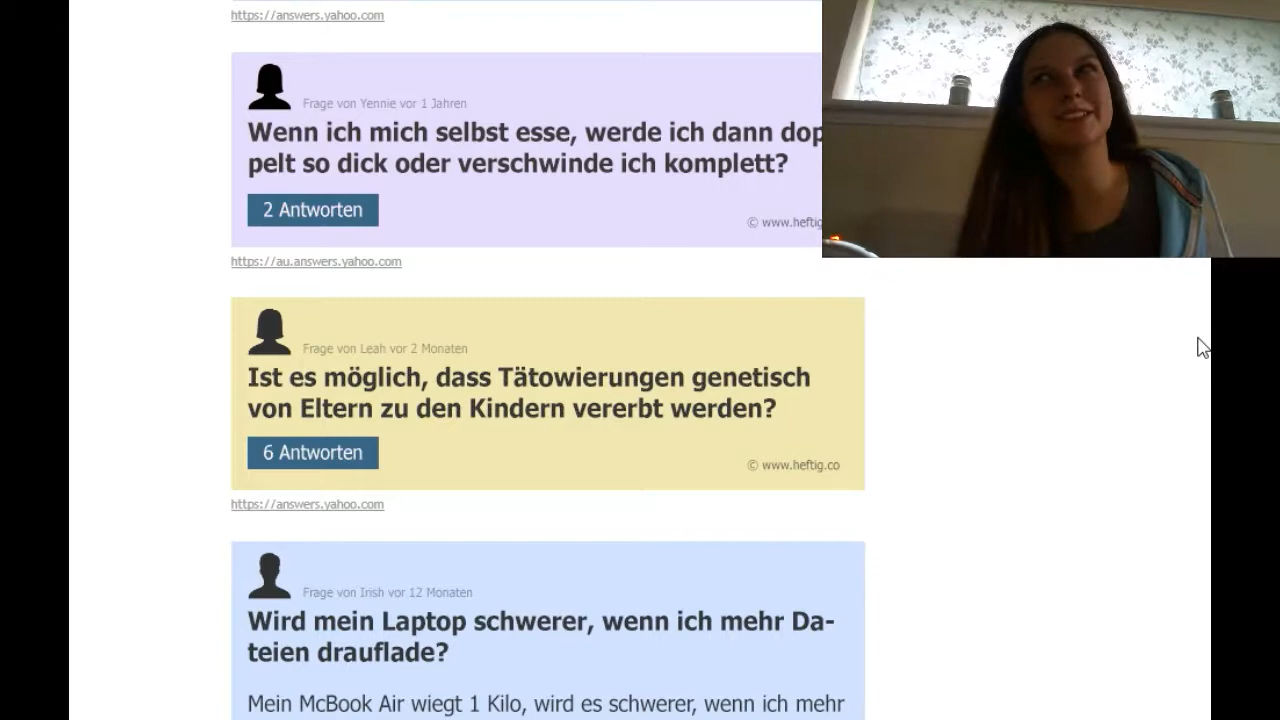 https://answers.yahoo.com
Frage von Yennie vor 1 Jahren
Wenn ich mich selbst esse, werde ich dann dop
pelt so dick oder verschwinde ich komplett?
2 Antworten
© www.heftig
https://au.answers.yahoo.com
Frage von Leah vor 2 Monaten
Ist es möglich, dass Tätowierungen genetisch
von Eltern zu den Kindern vererbt werden?
6 Antworten
© www.heftig.co
https://answers.yahoo.com
Frage von Irish vor 12 Monaten
Wird mein Laptop schwerer, wenn ich mehr Da-
teien drauflade?
Mein McBook Air wiegt 1 Kilo, wird es schwerer, wenn ich mehr